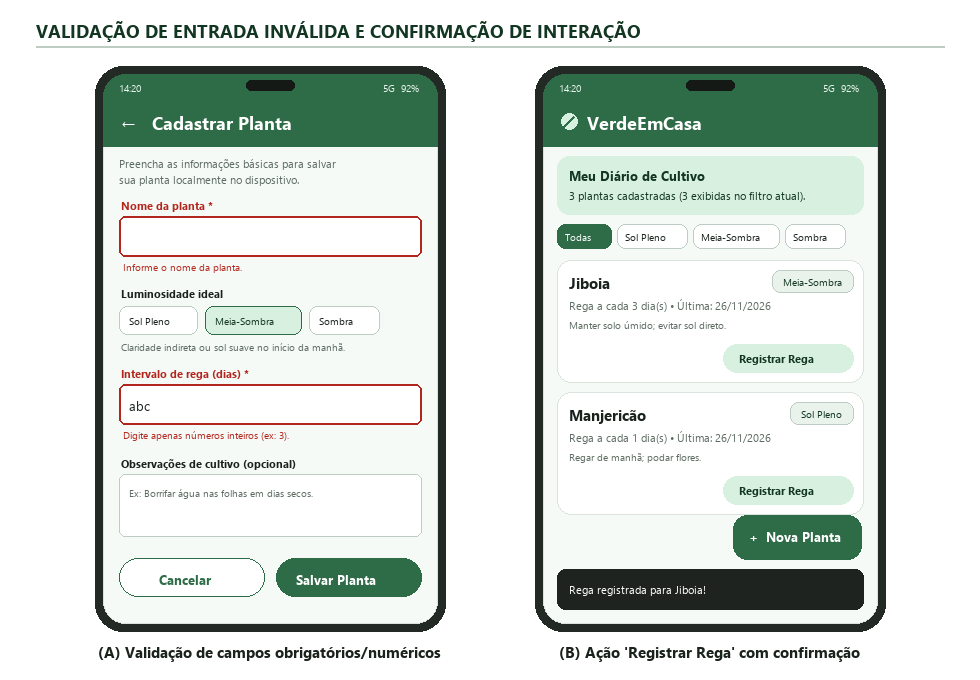 VALIDAÇÃO DE ENTRADA INVÁLIDA E CONFIRMAÇÃO DE INTERAÇÃO
14:20 5G 92%
← Cadastrar Planta
Preencha as informações básicas para salvar
sua planta localmente no dispositivo.
Nome da planta *
Informe o nome da planta.
Luminosidade ideal
Sol Pleno Meia-Sombra Sombra
Claridade indireta ou sol suave no início da manhã.
Intervalo de rega (dias) *
abc
Digite apenas números inteiros (ex: 3).
Observações de cultivo (opcional)
Ex: Borrifar água nas folhas em dias secos.
Cancelar Salvar Planta
(A) Validação de campos obrigatórios/numéricos
14:20 5G 92%
VerdeEmCasa
Meu Diário de Cultivo
3 plantas cadastradas (3 exibidas no filtro atual).
Todas Sol Pleno Meia-Sombra Sombra
Jiboia Meia-Sombra
Rega a cada 3 dia(s) • Última: 26/11/2026
Manter solo úmido; evitar sol direto.
Registrar Rega
Manjericão Sol Pleno
Rega a cada 1 dia(s) • Última: 26/11/2026
Regar de manhã; podar flores.
Registrar Rega
+ Nova Planta
Rega registrada para Jiboia!
(B) Ação 'Registrar Rega' com confirmação